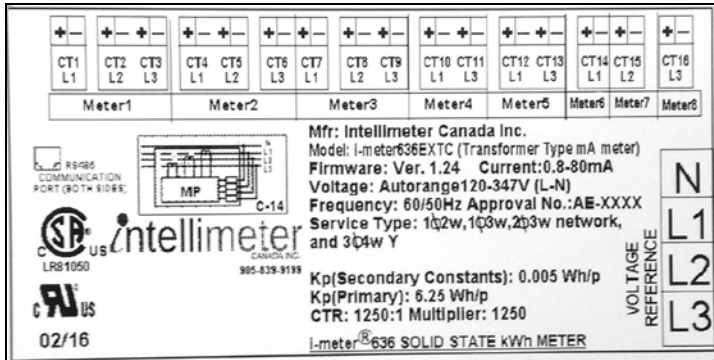 + - + - + - + - + - + - + - + - + - + - + - + - + - + - + - + -
CT1 CT2 CT3 CT4 CT5 CT6 CT7 CT8 CT9 CT10 CT11 CT12 CT13 CT14 CT15 CT16
L1 L2 L3 L1 L2 L3 L1 L2 L3 L1 L2 L1 L3 L1 L2 L3
Meter1 Meter2 Meter3 Meter4 Meter5 Meter6 Meter7 Meter8
RS485
COMMUNICATION
PORT (BOTH SIDES)
N
L1
L2
L3
MP
C-14
Mfr: Intellimeter Canada Inc.
Model: i-meter636EXTC (Transformer Type mA meter)
Firmware: Ver. 1.24 Current:0.8-80mA
Voltage: Autorange120-347V (L-N)
Frequency: 60/50Hz Approval No.:AE-XXXX
Service Type: 1ϕ2w,1ϕ3w,2ϕ3w network,
and 3ϕ4w Y
Kp(Secondary Constants): 0.005 Wh/p
Kp(Primary): 6.25 Wh/p
CTR: 1250:1 Multiplier: 1250
i-meter®636 SOLID STATE kWh METER
C SA US
LR81050
intellimeter
CANADA INC.
905-839-9199
c RU US
02/16
VOLTAGE
REFERENCE
N
L1
L2
L3